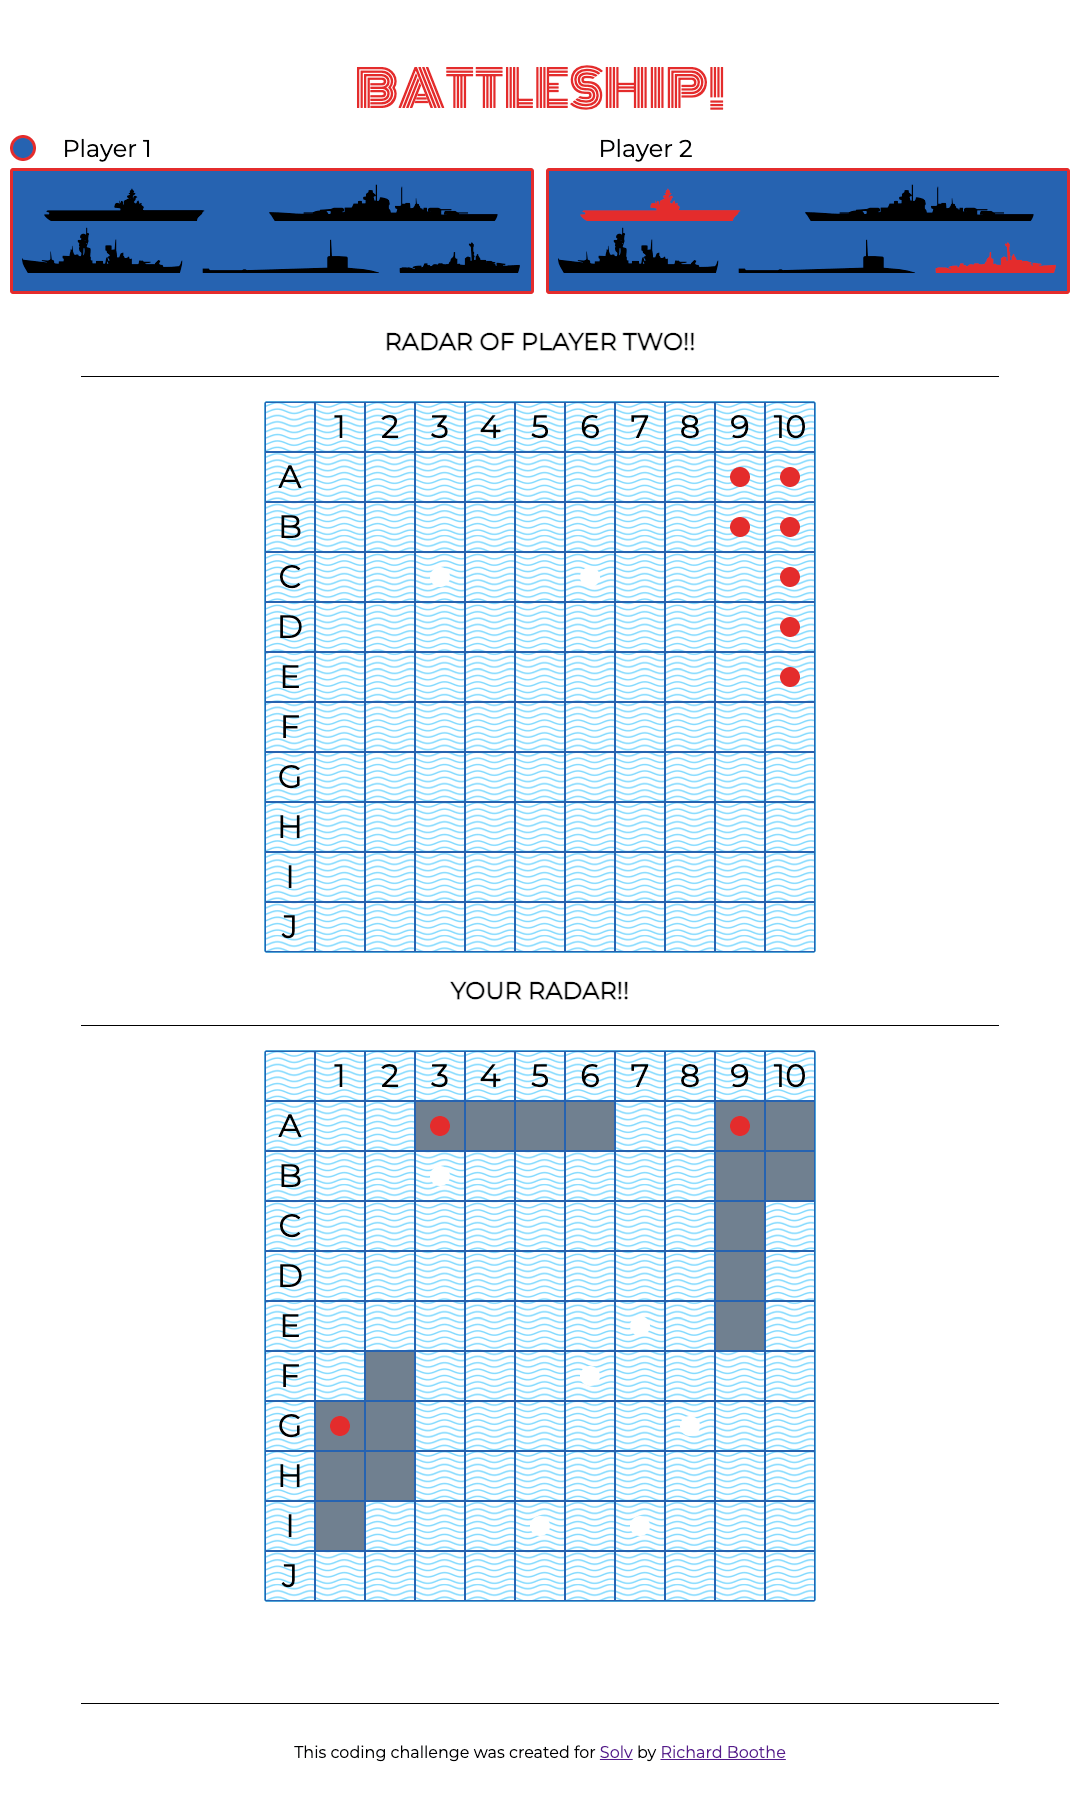 BATTLESHIP!
Player 1
Player 2
RADAR OF PLAYER TWO!!
1 2 3 4 5 6 7 8 9 10
A
B
C
D
E
F
G
H
I
J
YOUR RADAR!!
1 2 3 4 5 6 7 8 9 10
A
B
C
D
E
F
G
H
I
J
This coding challenge was created for Solv by Richard Boothe